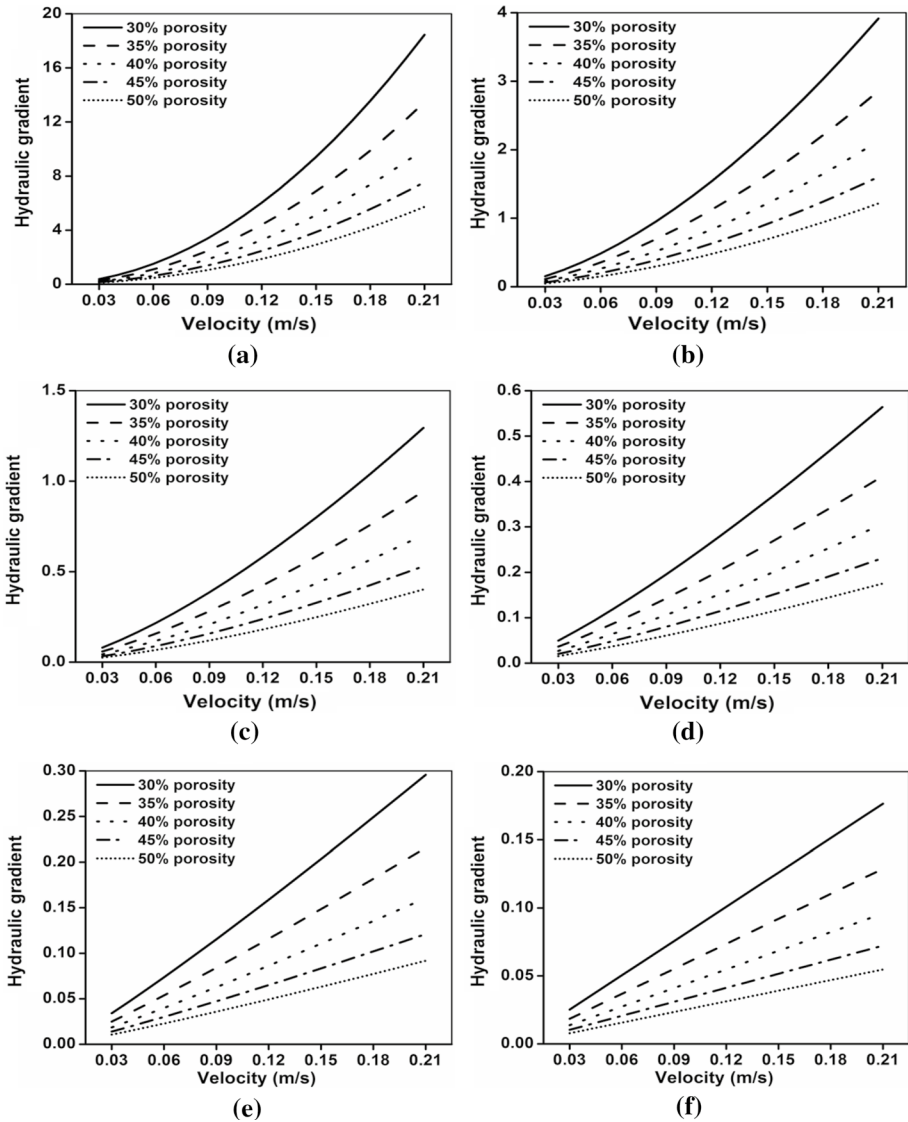 20
16
12
8
4
0
Hydraulic gradient
30% porosity
35% porosity
40% porosity
45% porosity
50% porosity
0.03 0.06 0.09 0.12 0.15 0.18 0.21
Velocity (m/s)
(a)
4
3
2
1
0
Hydraulic gradient
30% porosity
35% porosity
40% porosity
45% porosity
50% porosity
0.03 0.06 0.09 0.12 0.15 0.18 0.21
Velocity (m/s)
(b)
1.5
1.0
0.5
0.0
Hydraulic gradient
30% porosity
35% porosity
40% porosity
45% porosity
50% porosity
0.03 0.06 0.09 0.12 0.15 0.18 0.21
Velocity (m/s)
(c)
0.6
0.5
0.4
0.3
0.2
0.1
0.0
Hydraulic gradient
30% porosity
35% porosity
40% porosity
45% porosity
50% porosity
0.03 0.06 0.09 0.12 0.15 0.18 0.21
Velocity (m/s)
(d)
0.30
0.25
0.20
0.15
0.10
0.05
0.00
Hydraulic gradient
30% porosity
35% porosity
40% porosity
45% porosity
50% porosity
0.03 0.06 0.09 0.12 0.15 0.18 0.21
Velocity (m/s)
(e)
0.20
0.15
0.10
0.05
0.00
Hydraulic gradient
30% porosity
35% porosity
40% porosity
45% porosity
50% porosity
0.03 0.06 0.09 0.12 0.15 0.18 0.21
Velocity (m/s)
(f)